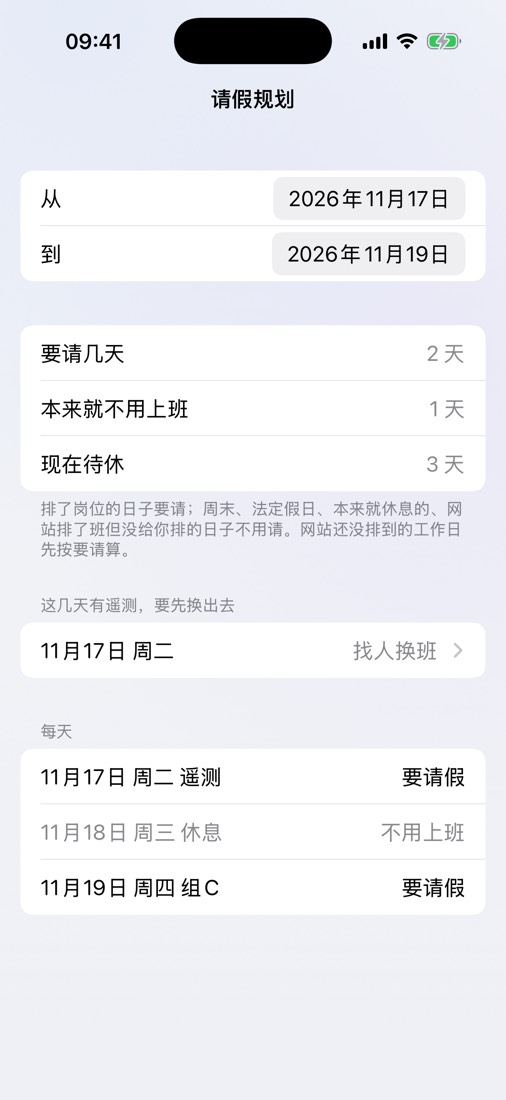 09:41
请假规划
从 2026年11月17日
到 2026年11月19日
要请几天 2 天
本来就不用上班 1 天
现在待休 3 天
排了岗位的日子要请；周末、法定假日、本来就休息的、网
站排了班但没给你排的日子不用请。网站还没排到的工作日
先按要请算。
这几天有遥测，要先换出去
11月17日 周二 找人换班
每天
11月17日 周二 遥测 要请假
11月18日 周三 休息 不用上班
11月19日 周四 组C 要请假